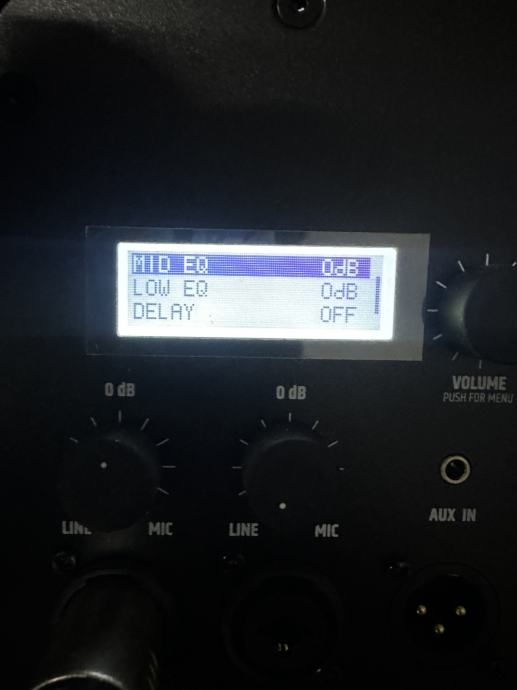 MID EQ 0dB
LOW EQ 0dB
DELAY OFF
0 dB 0 dB
VOLUME
PUSH FOR MENU
LINE MIC LINE MIC
AUX IN